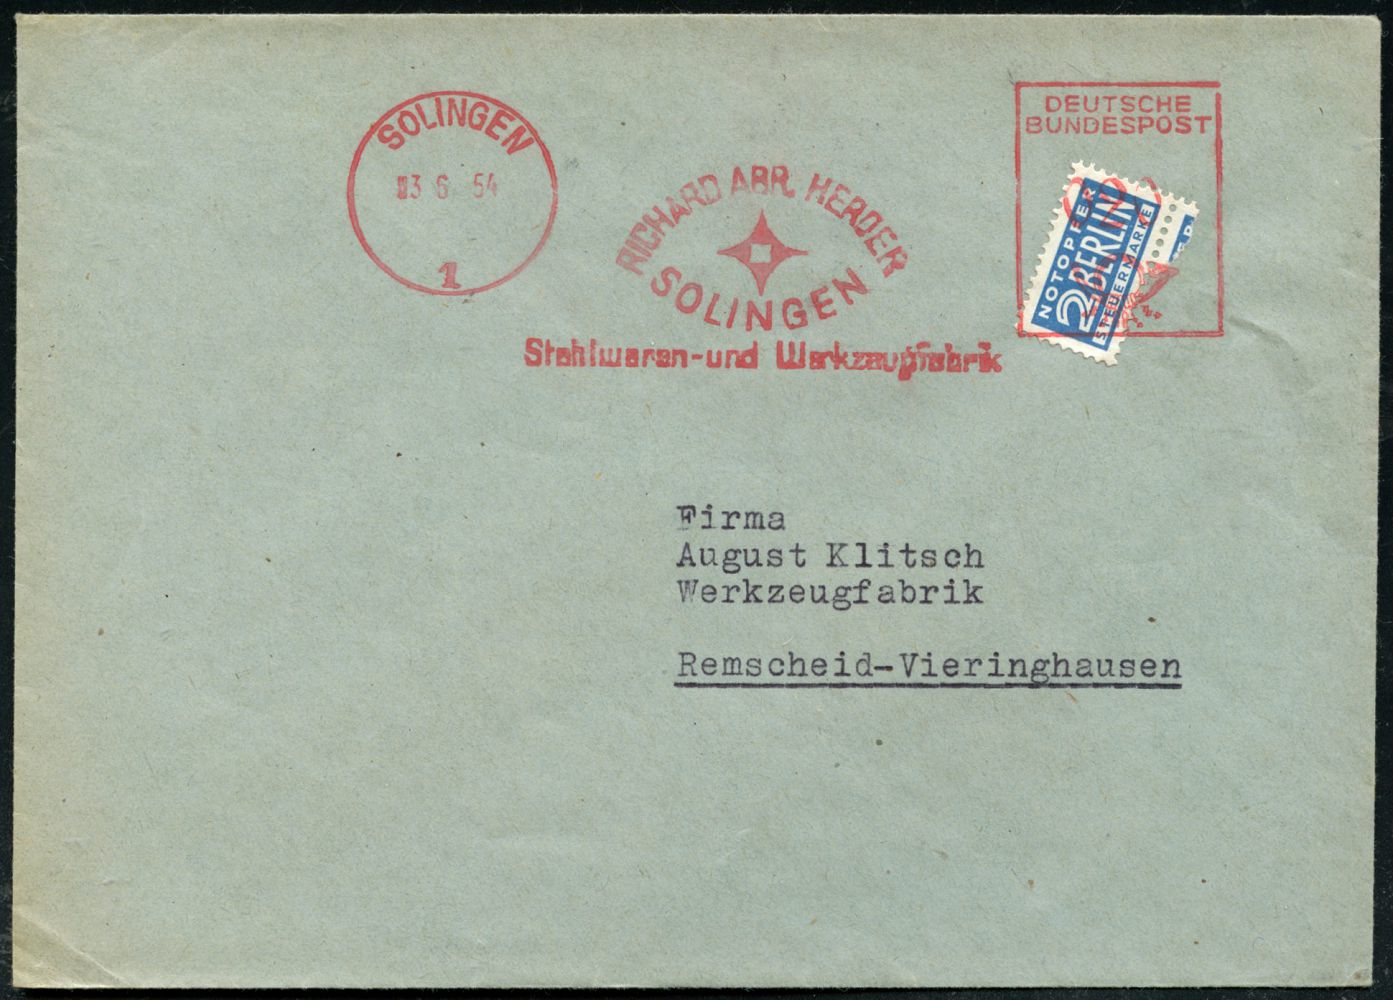 SOLINGEN
03 6 54
1
RICHARD ABR. HERDER
SOLINGEN
Stahlwaren-und Werkzeugfabrik
DEUTSCHE
BUNDESPOST
NOTOPFER
2 BERLIN
STEUERMARKE
Firma
August Klitsch
Werkzeugfabrik
Remscheid-Vieringhausen